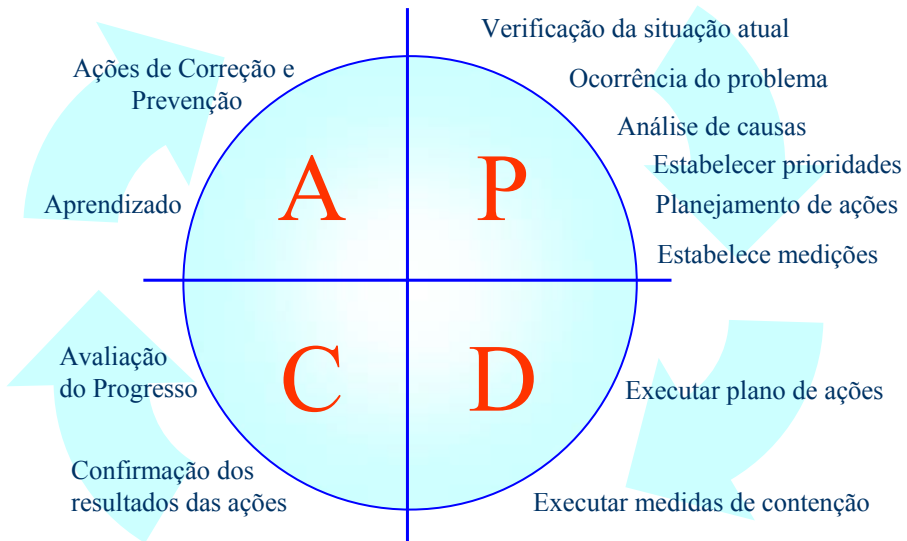 Verificação da situação atual
Ocorrência do problema
Análise de causas
Estabelecer prioridades
Planejamento de ações
Estabelece medições
P
D
Executar plano de ações
Executar medidas de contenção
C
Confirmação dos
resultados das ações
Avaliação
do Progresso
A
Aprendizado
Ações de Correção e
Prevenção